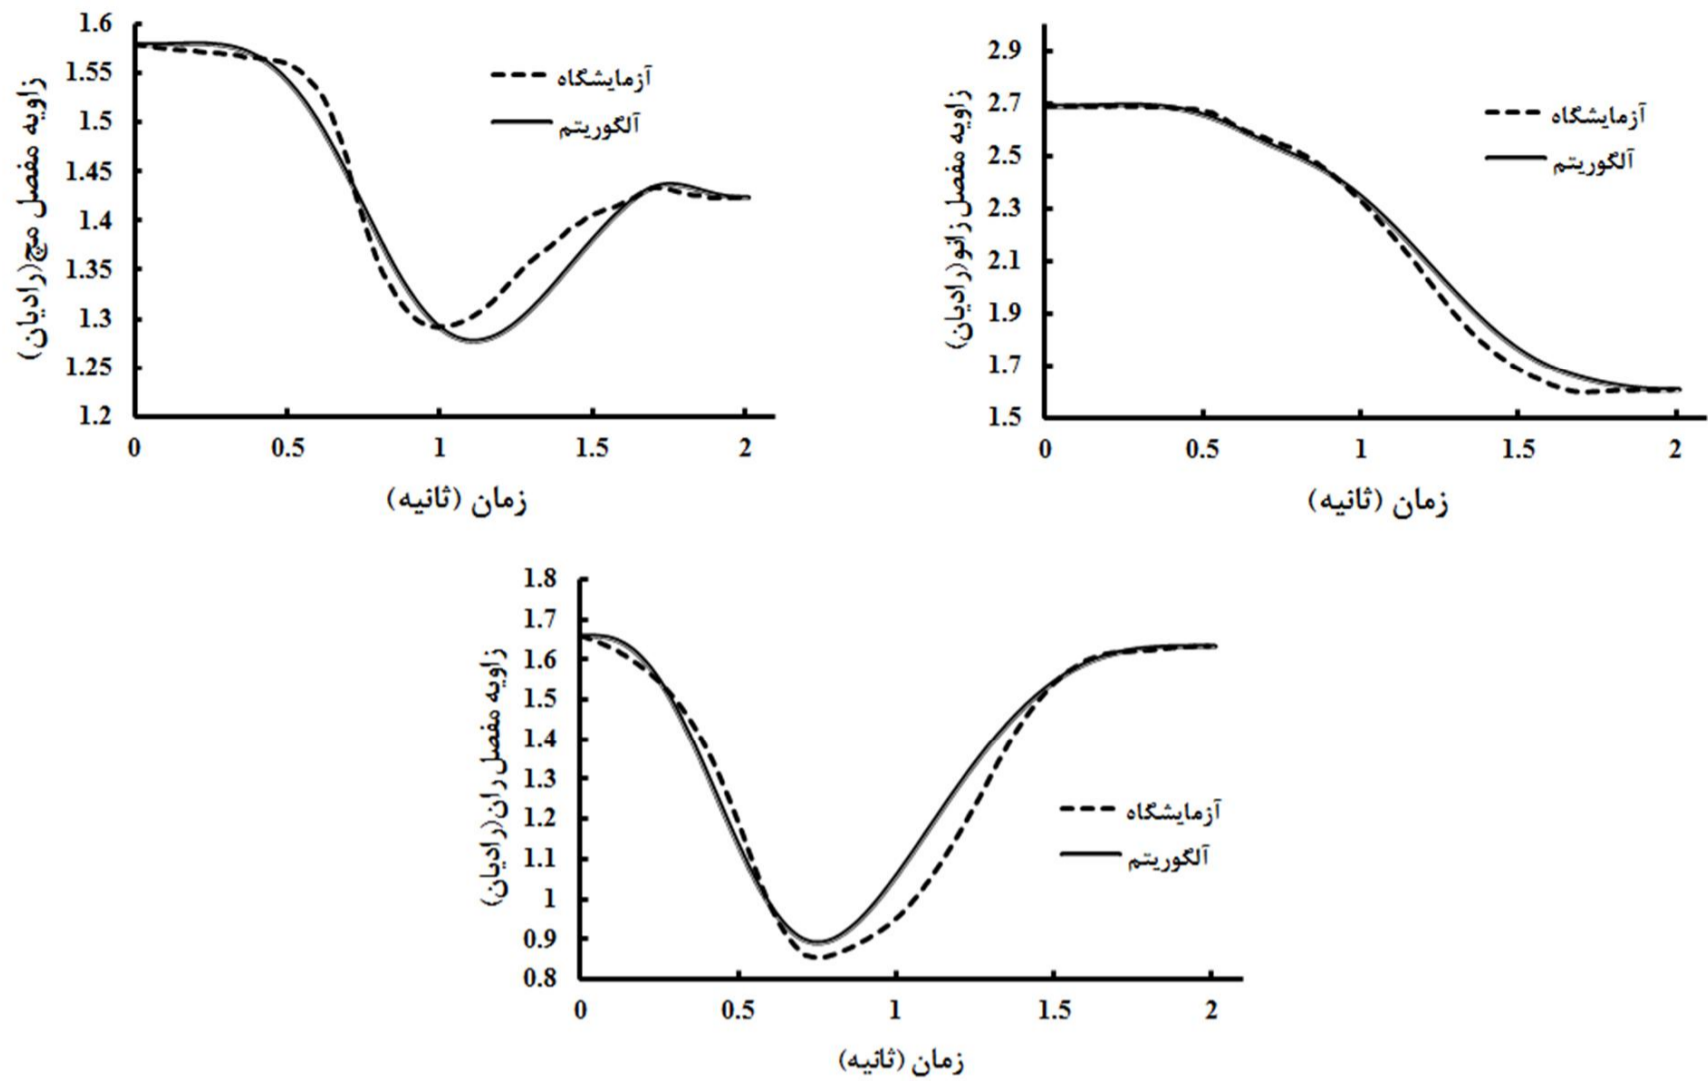 1.6
1.55
1.5
1.45
1.4
1.35
1.3
1.25
1.2
0 0.5 1 1.5 2
زاویه مفصل مچ(رادیان)
زمان (ثانیه)
آزمایشگاه
آلگوریتم
2.9
2.7
2.5
2.3
2.1
1.9
1.7
1.5
0 0.5 1 1.5 2
زاویه مفصل زانو(رادیان)
زمان (ثانیه)
آزمایشگاه
آلگوریتم
1.8
1.7
1.6
1.5
1.4
1.3
1.2
1.1
1
0.9
0.8
0 0.5 1 1.5 2
زاویه مفصل ران(رادیان)
زمان (ثانیه)
آزمایشگاه
آلگوریتم